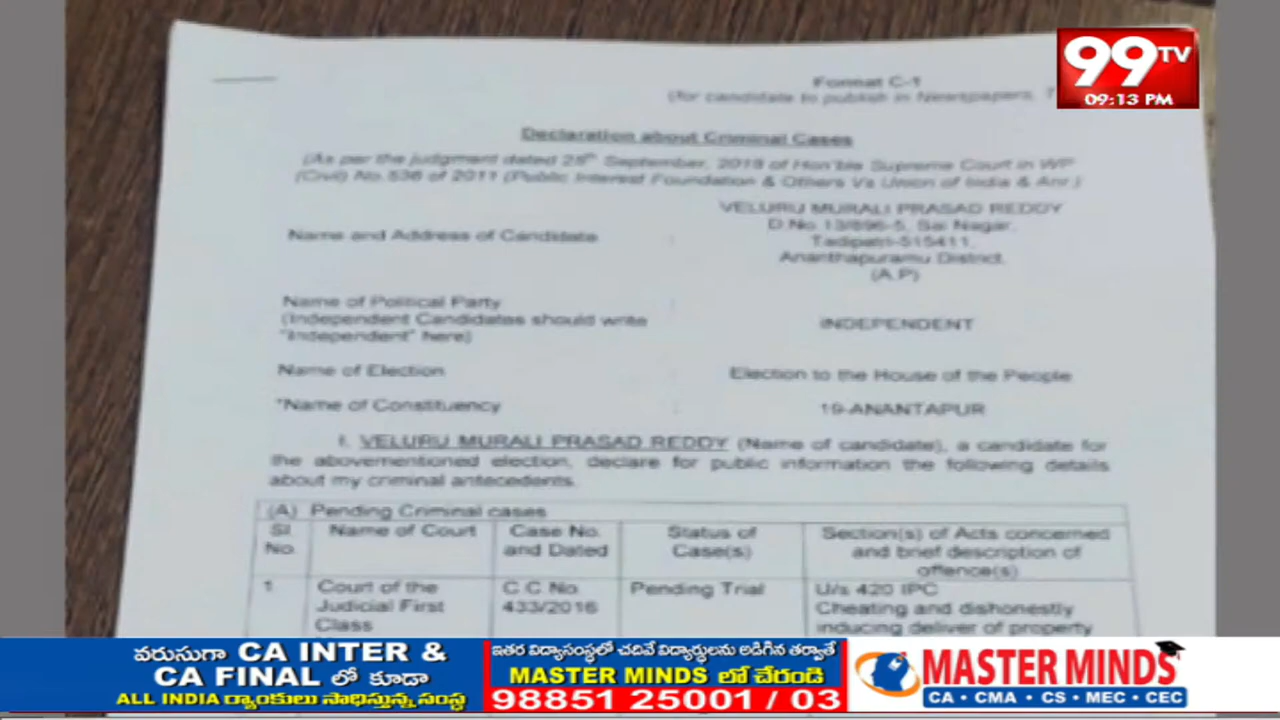 99TV
09:13 PM
Format C-1
(for candidate to publish in Newspapers,
Declaration about Criminal Cases
(As per the judgment dated 25th September, 2018 of Hon'ble Supreme Court in WP
(Civil) No.536 of 2011 (Public Interest Foundation & Others Vs Union of India & Anr.)
Name and Address of Candidate : VELURU MURALI PRASAD REDDY
D.No.13/896-5, Sai Nagar,
Tadipatri-515411,
Ananthapuramu District.
(A.P)
Name of Political Party :
(Independent Candidates should write
"Independent" here) INDEPENDENT
Name of Election : Election to the House of the People
*Name of Constituency : 19-ANANTAPUR
I, VELURU MURALI PRASAD REDDY (Name of candidate), a candidate for
the abovementioned election, declare for public information the following details
about my criminal antecedents.
(A) Pending Criminal cases
Sl. No. Name of Court Case No. and Dated Status of Case(s) Section(s) of Acts concerned and brief description of offence(s)
1 Court of the Judicial First Class C.C.No. 433/2016 Pending Trial U/s 420 IPC Cheating and dishonestly inducing deliver of property
వరుసుగా CA INTER &
CA FINAL లో కూడా
ALL INDIA ర్యాంకులు సాధిస్తున్న సంస్థ
ఇతర విద్యాసంస్థలో చదివే విద్యార్థులను అడిగిన తర్వాతే
MASTER MINDS లో చేరండి
98851 25001 / 03
MASTER MINDS
CA • CMA • CS • MEC • CEC